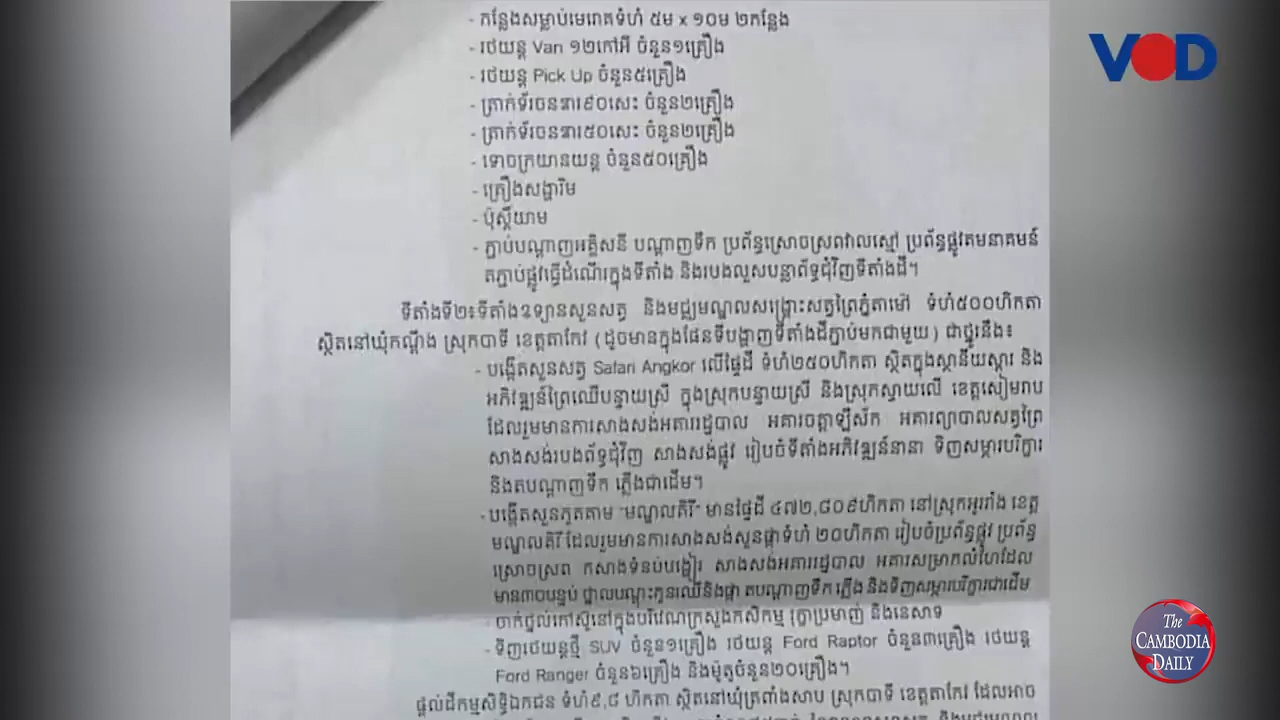 - កន្លែងសម្លាប់មេរោគទំហំ ៥ម x ១០ម ២កន្លែង
VOD
- រថយន្ត Van ១២កៅអី ចំនួន១គ្រឿង
- រថយន្ត Pick Up ចំនួន៥គ្រឿង
- ត្រាក់ទ័រចនទារ៩០សេះ ចំនួន២គ្រឿង
- ត្រាក់ទ័រចនទារ៥០សេះ ចំនួន២គ្រឿង
- ទោចក្រយានយន្ត ចំនួន៥០គ្រឿង
- គ្រឿងសង្ហារិម
- ប៉ុស្តិ៍យាម
- ភ្ជាប់បណ្តាញអគ្គិសនី បណ្តាញទឹក ប្រព័ន្ធស្រោចស្រពវាលស្មៅ ប្រព័ន្ធផ្លូវគមនាគមន៍
តភ្ជាប់ផ្លូវធ្វើដំណើរក្នុងទីតាំង និងរបងលួសបន្លាព័ទ្ធជុំវិញទីតាំងដី។
ទីតាំងទី២៖ទីតាំងឧទ្យានសួនសត្វ និងមជ្ឈមណ្ឌលសង្គ្រោះសត្វព្រៃភ្នំតាម៉ៅ ទំហំ៥០០ហិកតា
ស្ថិតនៅឃុំកណ្តឹង ស្រុកបាទី ខេត្តតាកែវ (ដូចមានក្នុងផែនទីបង្ហាញទីតាំងដីភ្ជាប់មកជាមួយ) ជាថ្នូរនឹង៖
- បង្កើតសួនសត្វ Safari Angkor លើផ្ទៃដី ទំហំ២៥០ហិកតា ស្ថិតក្នុងស្ថានីយស្តារ និង
អភិវឌ្ឍន៍ព្រៃឈើបន្ទាយស្រី ក្នុងស្រុកបន្ទាយស្រី និងស្រុកស្វាយលើ ខេត្តសៀមរាប
ដែលរួមមានការសាងសង់អគាររដ្ឋបាល អគារចត្តាឡីស័ក អគារព្យាបាលសត្វព្រៃ
សាងសង់របងព័ទ្ធជុំវិញ សាងសង់ផ្លូវ រៀបចំទីតាំងអភិវឌ្ឍន៍នានា ទិញសម្ភារបរិក្ខារ
និងតបណ្តាញទឹក ភ្លើងជាដើម។
- បង្កើតសួនភូតគាម "មណ្ឌលគិរី" មានផ្ទៃដី ៤៧២,៨០៩ហិកតា នៅស្រុកអូររាំង ខេត្ត
មណ្ឌលគិរី ដែលរួមមានការសាងសង់សួនផ្កាទំហំ ២០ហិកតា រៀបចំប្រព័ន្ធផ្លូវ ប្រព័ន្ធ
ស្រោចស្រព កសាងទំនប់បង្ហៀរ សាងសង់អគាររដ្ឋបាល អគារសម្រាកលំហែដែល
មាន៣០បន្ទប់ ថ្នាលបណ្តុះកូនឈើនិងផ្កា តបណ្តាញទឹក ភ្លើង និងទិញសម្ភារបរិក្ខារជាដើម
- ចាក់ថ្នល់កៅស៊ូនៅក្នុងបរិវេណក្រសួងកសិកម្ម រុក្ខាប្រមាញ់ និងនេសាទ
- ទិញរថយន្តថ្មី SUV ចំនួន១គ្រឿង រថយន្ត Ford Raptor ចំនួន៣គ្រឿង រថយន្ត
Ford Ranger ចំនួន៦គ្រឿង និងម៉ូតូចំនួន២០គ្រឿង។
The
CAMBODIA
DAILY
ផ្តល់ដីកម្មសិទ្ធិឯកជន ទំហំ៩,៨ ហិកតា ស្ថិតនៅឃុំត្រពាំងសាប ស្រុកបាទី ខេត្តតាកែវ ដែលអាច